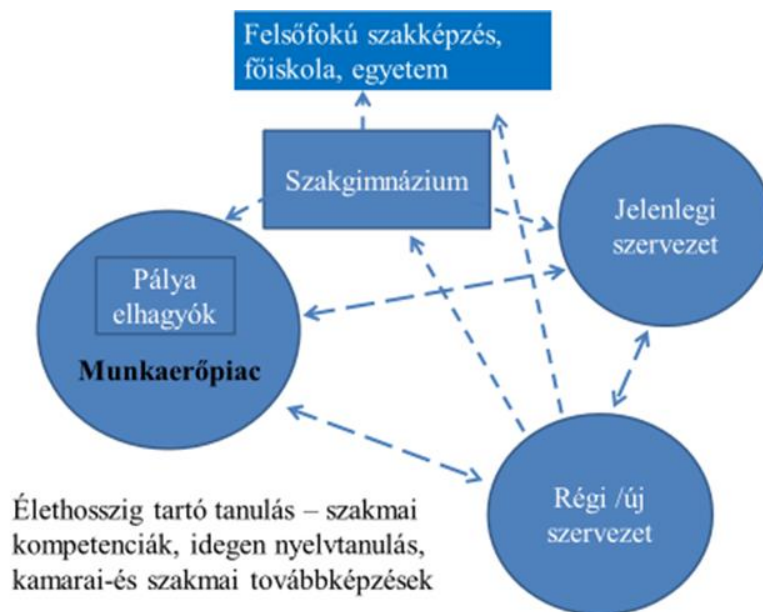 Felsőfokú szakképzés,
főiskola, egyetem
Szakgimnázium
Jelenlegi
szervezet
Pálya
elhagyók
Munkaerőpiac
Régi /új
szervezet
Élethosszig tartó tanulás – szakmai
kompetenciák, idegen nyelvtanulás,
kamarai-és szakmai továbbképzések